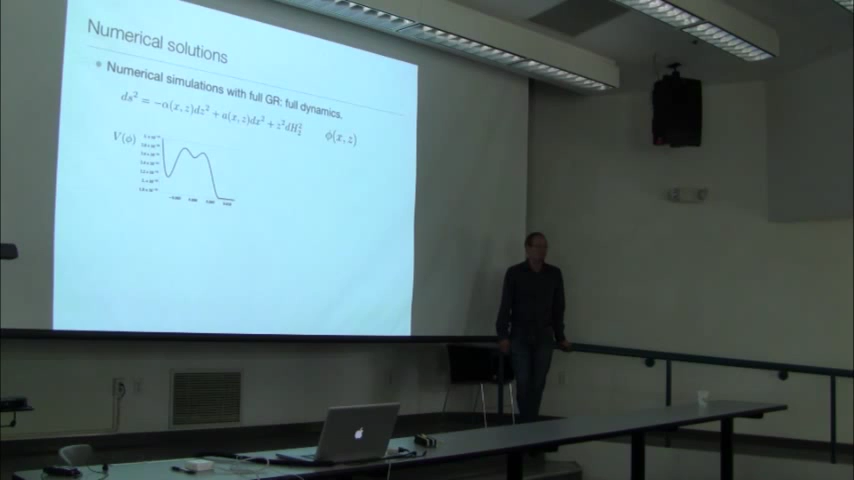 Numerical solutions
Numerical simulations with full GR: full dynamics.
ds² = −α(x, z)dz² + a(x, z)dx² + z²dH₂² φ(x, z)
V(φ)